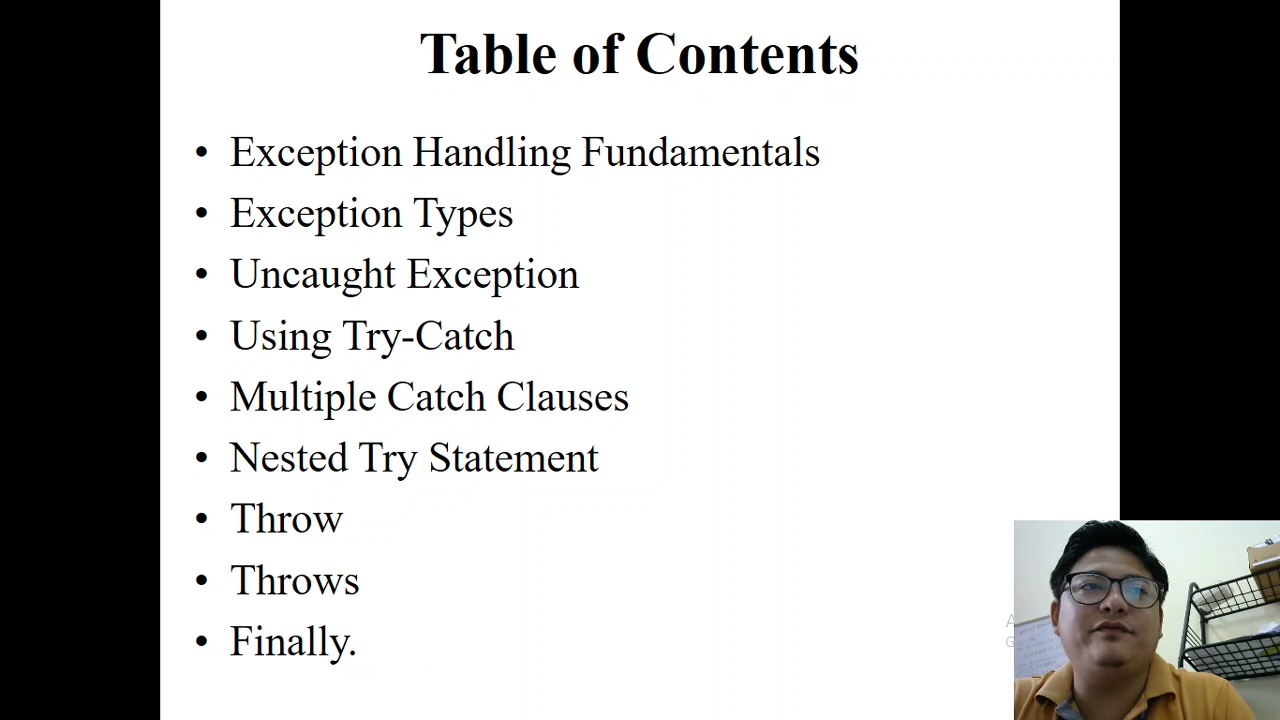 Table of Contents
• Exception Handling Fundamentals
• Exception Types
• Uncaught Exception
• Using Try-Catch
• Multiple Catch Clauses
• Nested Try Statement
• Throw
• Throws
• Finally.